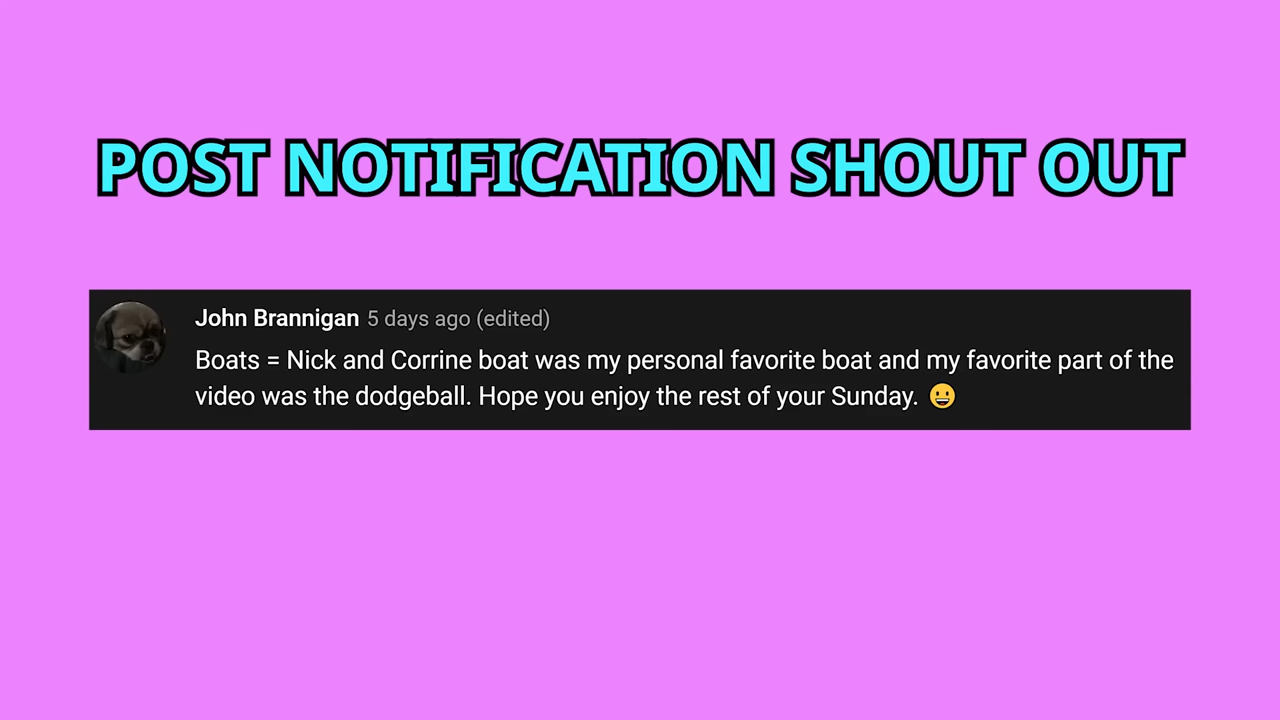 POST NOTIFICATION SHOUT OUT
John Brannigan 5 days ago (edited)
Boats = Nick and Corrine boat was my personal favorite boat and my favorite part of the
video was the dodgeball. Hope you enjoy the rest of your Sunday. 😀